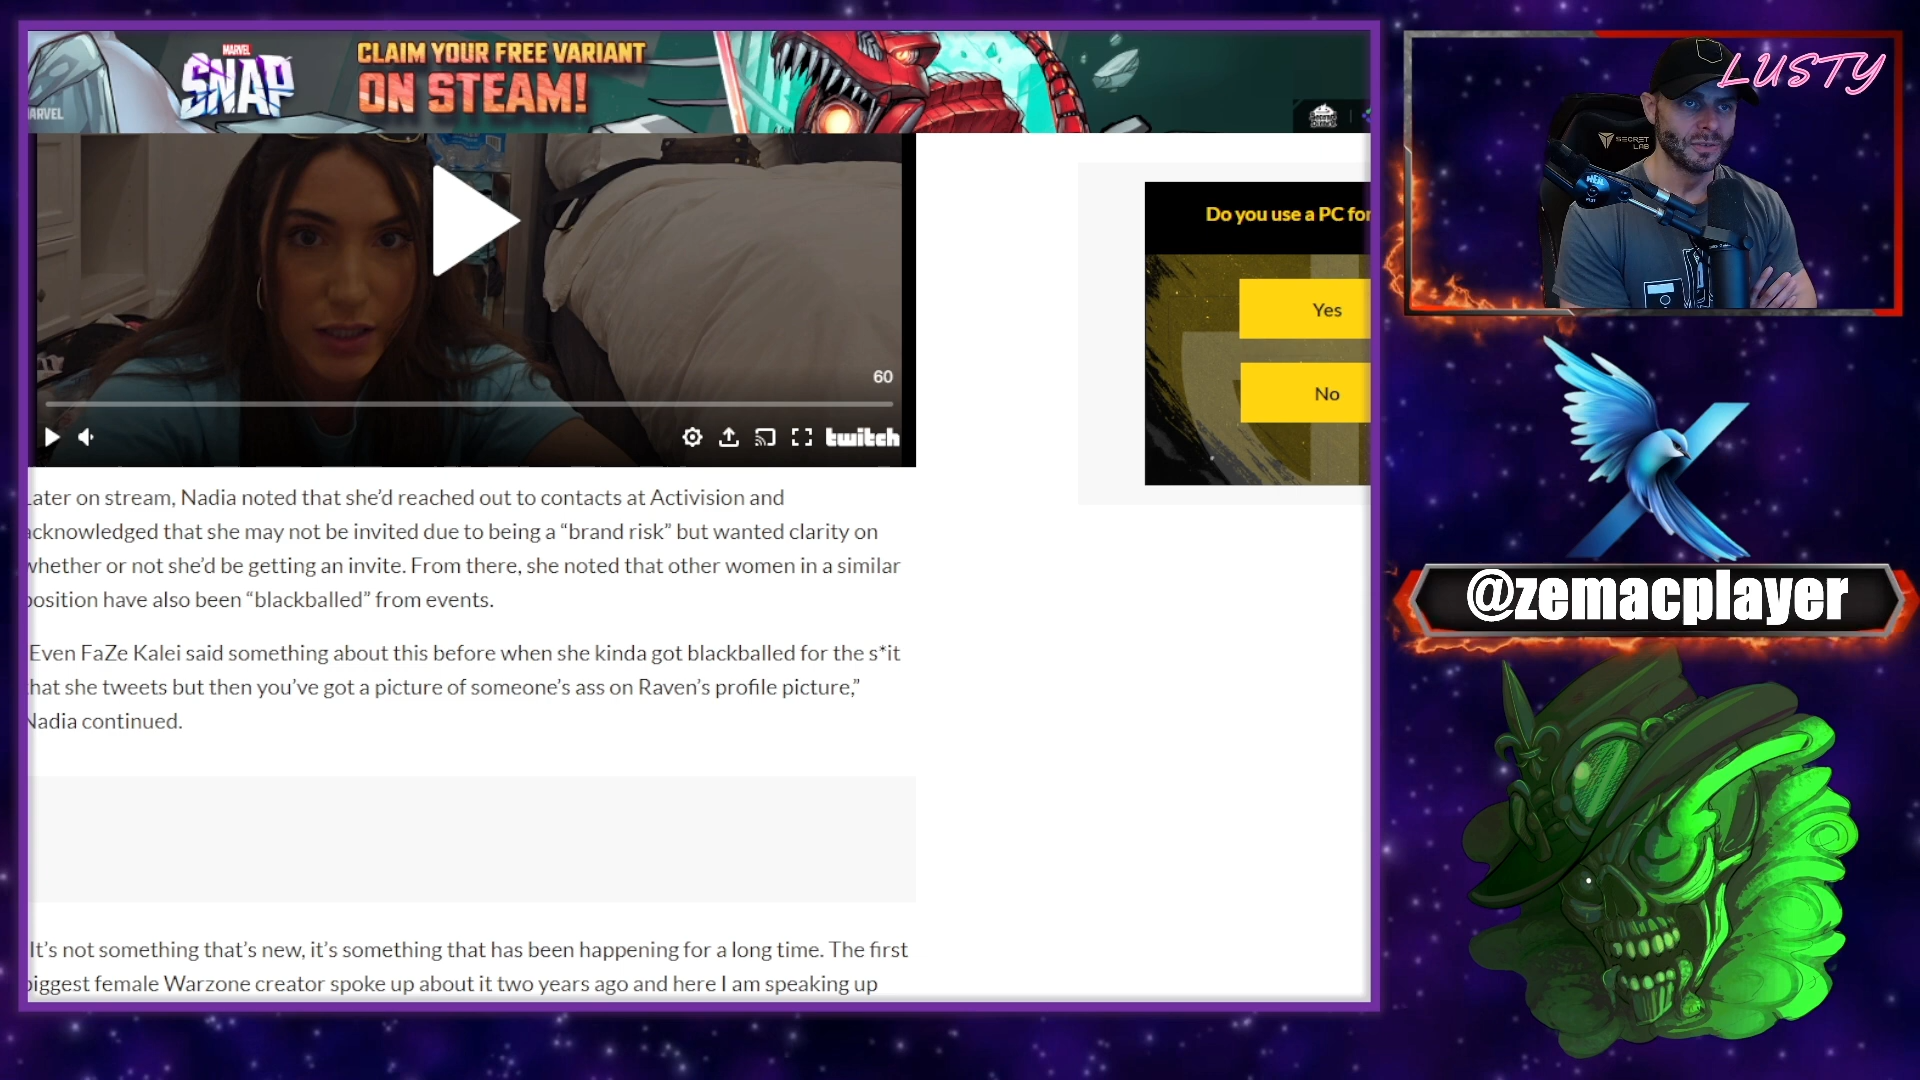 MARVEL
SNAP
CLAIM YOUR FREE VARIANT
ON STEAM!
MARVEL
LUSTY
SECRET
LAB
Do you use a PC for
Yes
No
60
twitch
Later on stream, Nadia noted that she’d reached out to contacts at Activision and
acknowledged that she may not be invited due to being a “brand risk” but wanted clarity on
whether or not she’d be getting an invite. From there, she noted that other women in a similar
position have also been “blackballed” from events.
Even FaZe Kalei said something about this before when she kinda got blackballed for the s*it
that she tweets but then you’ve got a picture of someone’s ass on Raven’s profile picture,”
Nadia continued.
It’s not something that’s new, it’s something that has been happening for a long time. The first
biggest female Warzone creator spoke up about it two years ago and here I am speaking up
@zemacplayer